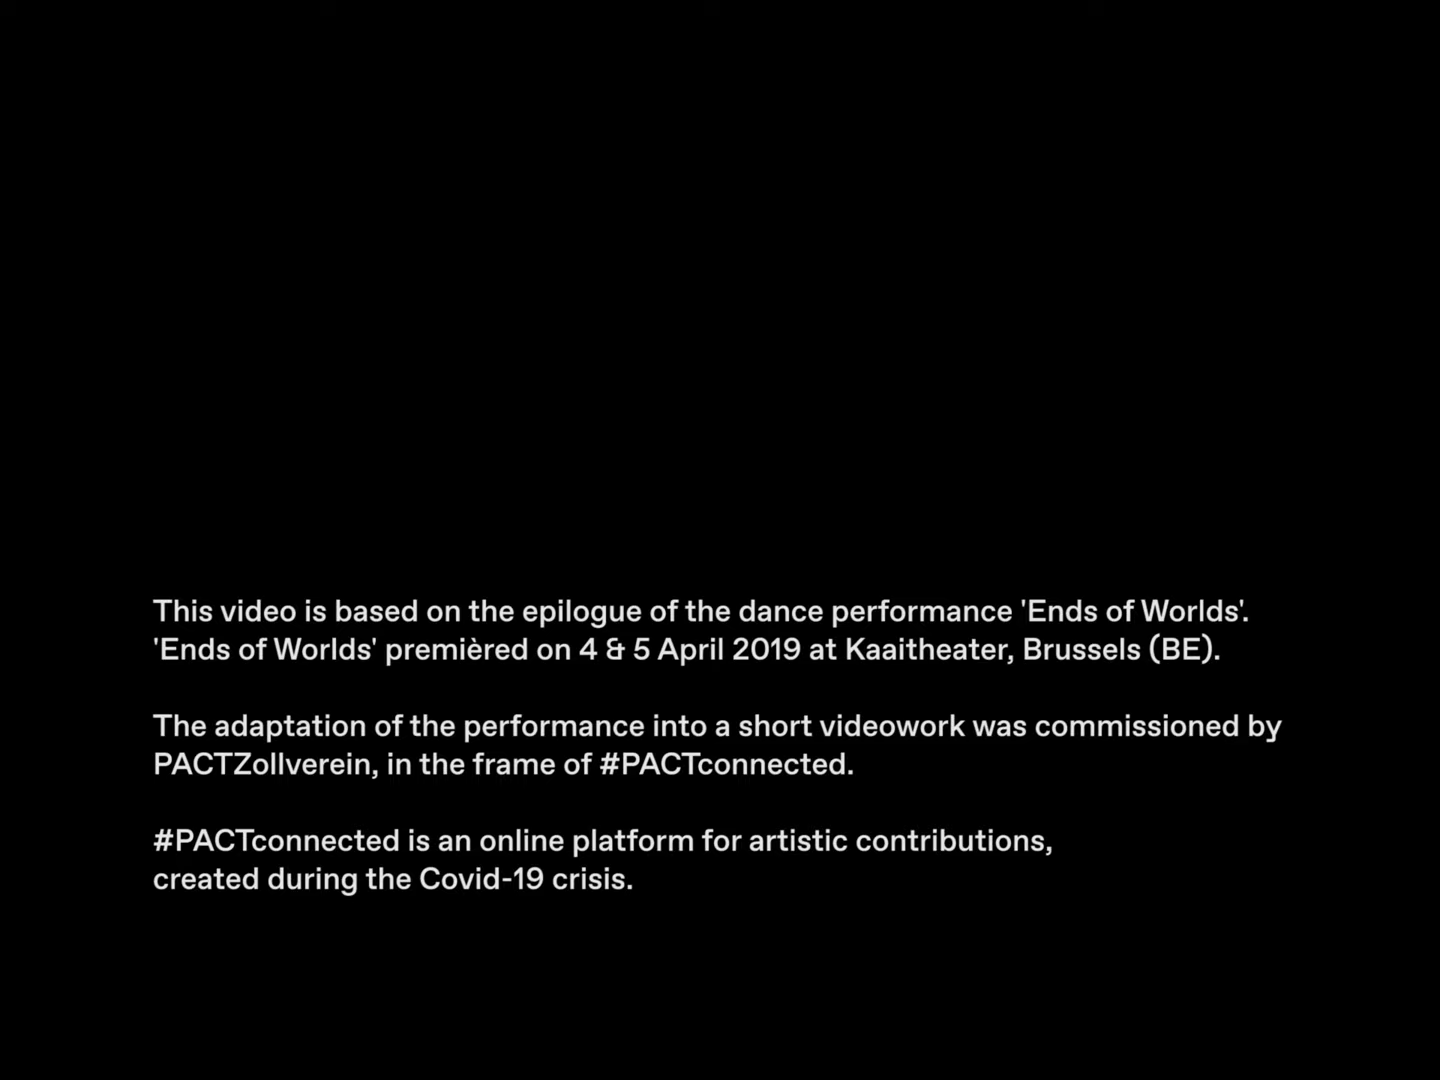 This video is based on the epilogue of the dance performance 'Ends of Worlds'.
'Ends of Worlds' premièred on 4 & 5 April 2019 at Kaaitheater, Brussels (BE).
The adaptation of the performance into a short videowork was commissioned by
PACTZollverein, in the frame of #PACTconnected.
#PACTconnected is an online platform for artistic contributions,
created during the Covid-19 crisis.